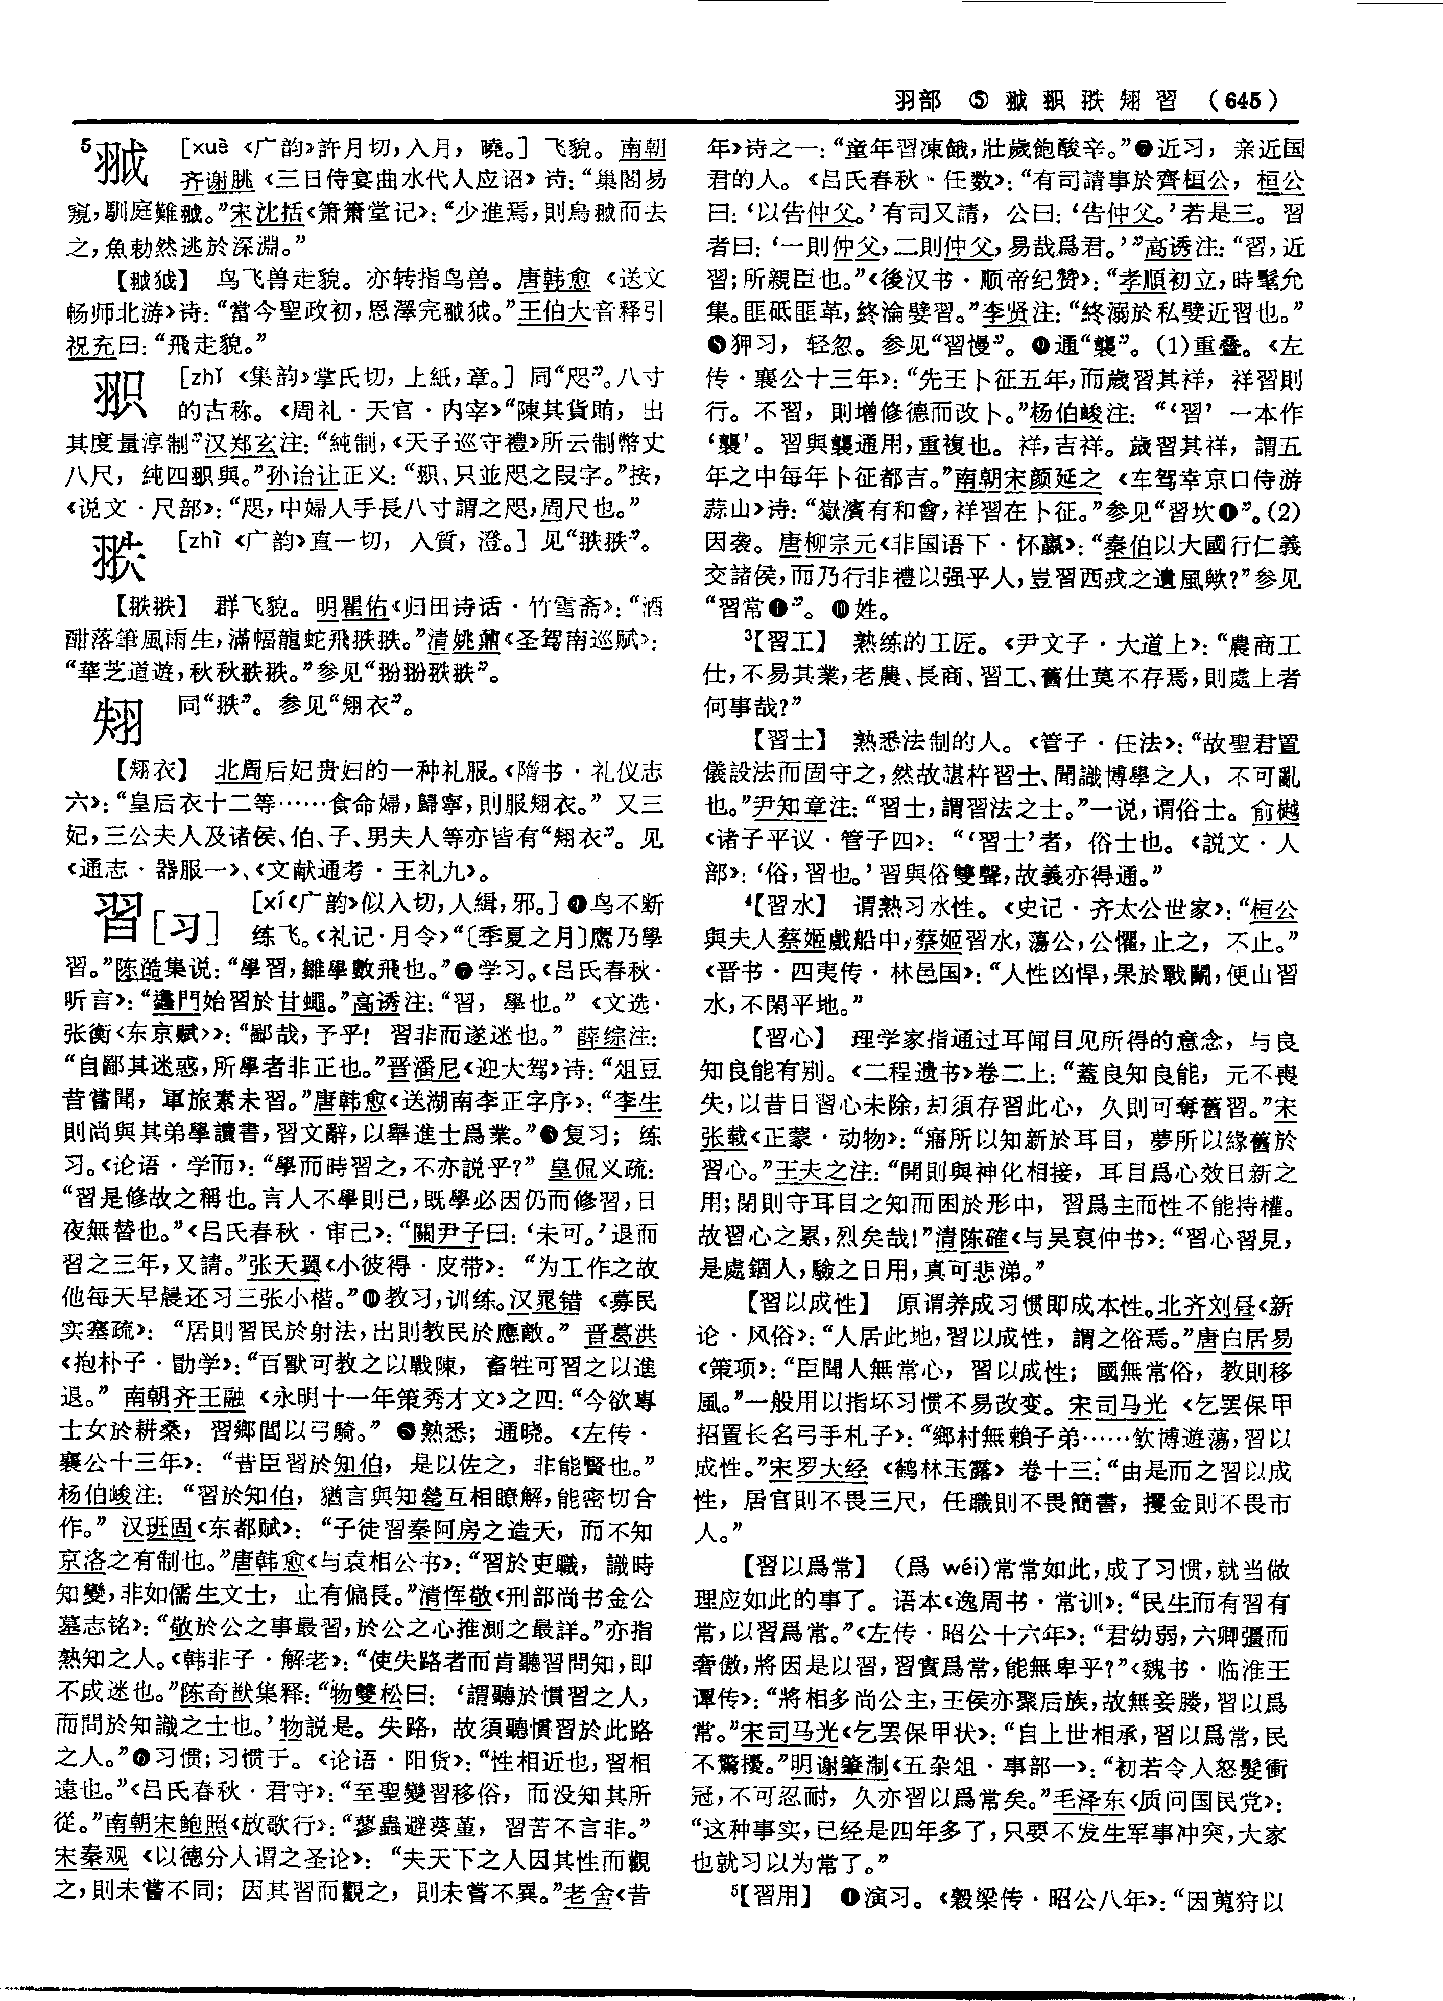 羽部 ⑤ 翍 𦐖 翐 翗 習 (645)
5 [xuè《广韵》許月切,入月,曉。] 飞貌。南朝
齐谢朓《三日侍宴曲水代人应诏》诗:“巢閣易
窺,馴庭難翍。”宋沈括《箫箫堂记》:“少進焉,則鳥翍而去
之,魚勃然逃於深淵。”
鸟飞兽走貌。亦转指鸟兽。唐韩愈《送文
畅师北游》诗:“當今聖政初,恩澤完𦐍狘。”王伯大音释引
祝充曰:“飛走貌。”
[zhǐ《集韵》掌氏切,上紙,章。] 同“咫”。八寸
的古称。《周礼·天官·内宰》“陳其貨賄,出
其度量淳制”汉郑玄注:“純制,《天子巡守禮》所云制幣丈
八尺,純四𦐖與。”孙诒让正义:“𦐖、只並咫之叚字。”按,
《说文·尺部》:“咫,中婦人手長八寸謂之咫,周尺也。”
翐 [zhì《广韵》直一切,入質,澄。] 见“翐翐”。
【翐翐】 群飞貌。明瞿佑《归田诗话·竹雪斋》:“酒
酣落筆風雨生,滿幅龍蛇飛翐翐。”清姚鼐《圣驾南巡赋》:
“華芝道遊,秋秋翐翐。”参见“翂翂翐翐”。
同“翐”。参见“𦐉衣”。
北周后妃贵妇的一种礼服。《隋书·礼仪志
六》:“皇后衣十二等……食命婦,歸寧,則服𦐉衣。” 又三
妃,三公夫人及诸侯、伯、子、男夫人等亦皆有“𦐉衣”。见
《通志·器服一》、《文献通考·王礼九》。
習[习] [xí《广韵》似入切,入緝,邪。] ❶鸟不断
练飞。《礼记·月令》“〔季夏之月〕鷹乃學
習。”陈澔集说:“學習,雛學數飛也。”❷学习。《吕氏春秋·
听言》:“蠭門始習於甘蠅。”高诱注:“習,學也。”《文选·
张衡〈东京赋〉》:“鄙哉,予乎! 習非而遂迷也。” 薛综注:
“自鄙其迷惑,所學者非正也。”晋潘尼《迎大驾》诗:“俎豆
昔嘗聞,軍旅素未習。”唐韩愈《送湖南李正字序》:“李生
則尚與其弟學讀書,習文辭,以舉進士爲業。”❸复习;练
习。《论语·学而》:“學而時習之,不亦説乎?” 皇侃义疏:
“習是修故之稱也。言人不學則已,既學必因仍而修習,日
夜無替也。”《吕氏春秋·审己》:“關尹子曰:‘未可。’退而
習之三年,又請。”张天翼《小彼得·皮带》: “为工作之故
他每天早晨还习三张小楷。”❹教习,训练。汉晁错《募民
实塞疏》: “居則習民於射法,出則教民於應敵。” 晋葛洪
《抱朴子·勖学》:“百獸可教之以戰陳,畜牲可習之以進
退。” 南朝齐王融《永明十一年策秀才文》之四:“今欲專
士女於耕桑,習鄉閭以弓騎。” ❺熟悉;通晓。《左传·
襄公十三年》: “昔臣習於知伯,是以佐之,非能賢也。”
杨伯峻注: “習於知伯,猶言與知罃互相瞭解,能密切合
作。” 汉班固《东都赋》: “子徒習秦阿房之造天,而不知
京洛之有制也。”唐韩愈《与袁相公书》:“習於吏職,識時
知變,非如儒生文士,止有偏長。”清恽敬《刑部尚书金公
墓志铭》:“敬於公之事最習,於公之心推測之最詳。”亦指
熟知之人。《韩非子·解老》:“使失路者而肯聽習問知,即
不成迷也。”陈奇猷集释:“物雙松曰: ‘謂聽於慣習之人,
而問於知識之士也。’物説是。失路,故須聽慣習於此路
之人。”❻习惯;习惯于。《论语·阳货》:“性相近也,習相
遠也。”《吕氏春秋·君守》:“至聖變習移俗,而没知其所
從。”南朝宋鲍照《放歌行》:“蓼蟲避葵堇,習苦不言非。”
宋秦观《以德分人谓之圣论》: “夫天下之人因其性而觀
之,則未嘗不同;因其習而觀之,則未嘗不異。”老舍《昔
年》诗之一:“童年習凍餓,壯歲飽酸辛。”❼近习,亲近国
君的人。《吕氏春秋·任数》:“有司請事於齊桓公,桓公
曰:‘以告仲父。’有司又請,公曰:‘告仲父。’若是三。習
者曰:‘一則仲父,二則仲父,易哉爲君。’”高诱注:“習,近
習;所親臣也。”《後汉书·顺帝纪赞》:“孝順初立,時髦允
集。匪砥匪革,終淪嬖習。”李贤注:“終溺於私嬖近習也。”
❽狎习,轻忽。参见“習慢”。❾通“襲”。(1)重叠。《左
传·襄公十三年》:“先王卜征五年,而歲習其祥,祥習則
行。不習,則增修德而改卜。”杨伯峻注: “‘習’ 一本作
‘襲’。習與襲通用,重複也。祥,吉祥。歲習其祥,謂五
年之中每年卜征都吉。”南朝宋颜延之《车驾幸京口侍游
蒜山》诗:“嶽濱有和會,祥習在卜征。”参见“習坎❶”。(2)
因袭。唐柳宗元《非国语下·怀嬴》:“秦伯以大國行仁義
交諸侯,而乃行非禮以强乎人,豈習西戎之遺風歟?”参见
“習常❶”。❿姓。
3【習工】 熟练的工匠。《尹文子·大道上》:“農商工
仕,不易其業,老農、長商、習工、舊仕莫不存焉,則處上者
何事哉?”
【習士】 熟悉法制的人。《管子·任法》:“故聖君置
儀設法而固守之,然故諶杵習士、聞識博學之人,不可亂
也。”尹知章注:“習士,謂習法之士。”一说,谓俗士。俞樾
《诸子平议·管子四》: “‘習士’者,俗士也。《説文·人
部》:‘俗,習也。’習與俗雙聲,故義亦得通。”
4【習水】 谓熟习水性。《史记·齐太公世家》:“桓公
與夫人蔡姬戲船中,蔡姬習水,蕩公,公懼,止之,不止。”
《晋书·四夷传·林邑国》:“人性凶悍,果於戰鬭,便山習
水,不閑平地。”
【習心】 理学家指通过耳闻目见所得的意念,与良
知良能有别。《二程遗书》卷二上:“蓋良知良能,元不喪
失,以昔日習心未除,却須存習此心,久則可奪舊習。”宋
张载《正蒙·动物》:“寤所以知新於耳目,夢所以緣舊於
習心。”王夫之注:“開則與神化相接,耳目爲心效日新之
用;閉則守耳目之知而困於形中,習爲主而性不能持權。
故習心之累,烈矣哉!”清陈確《与吴裒仲书》:“習心習見,
是處錮人,驗之日用,真可悲涕。”
【習以成性】 原谓养成习惯即成本性。北齐刘昼《新
论·风俗》:“人居此地,習以成性,謂之俗焉。”唐白居易
《策项》:“臣聞人無常心,習以成性;國無常俗,教則移
風。”一般用以指坏习惯不易改变。宋司马光《乞罢保甲
招置长名弓手札子》:“鄉村無賴子弟……飲博遊蕩,習以
成性。”宋罗大经《鹤林玉露》卷十三:“由是而之習以成
性,居官則不畏三尺,任職則不畏簡書,攫金則不畏市
人。”
【習以爲常】 (爲 wéi)常常如此,成了习惯,就当做
理应如此的事了。语本《逸周书·常训》:“民生而有習有
常,以習爲常。”《左传·昭公十六年》:“君幼弱,六卿彊而
奢傲,將因是以習,習實爲常,能無卑乎?”《魏书·临淮王
谭传》:“將相多尚公主,王侯亦娶后族,故無妾媵,習以爲
常。”宋司马光《乞罢保甲状》:“自上世相承,習以爲常,民
不驚擾。”明谢肇淛《五杂俎·事部一》:“初若令人怒髮衝
冠,不可忍耐,久亦習以爲常矣。”毛泽东《质问国民党》:
“这种事实,已经是四年多了,只要不发生军事冲突,大家
也就习以为常了。”
5【習用】 ❶演习。《穀梁传·昭公八年》:“因蒐狩以